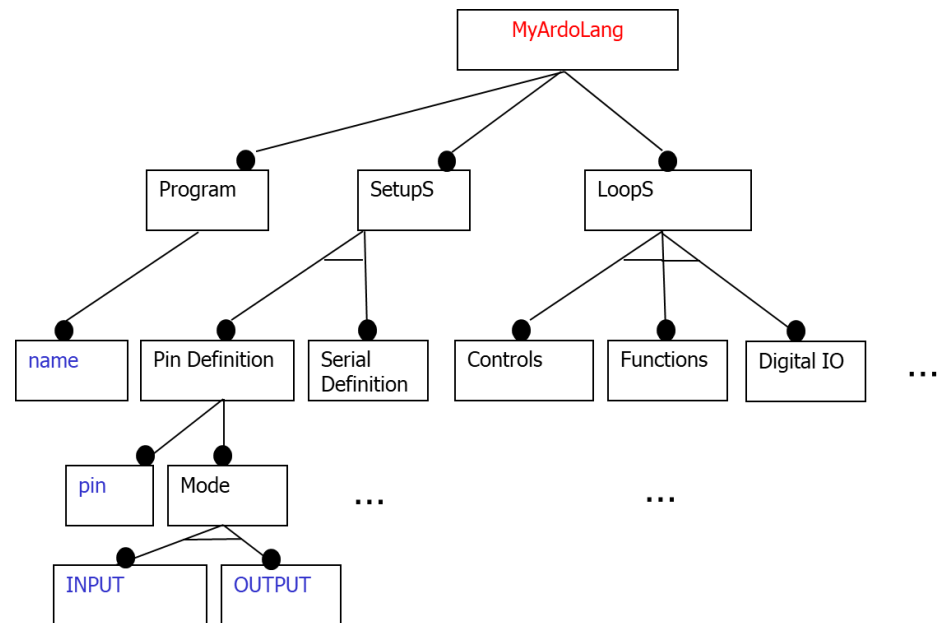 MyArdoLang
Program
SetupS
LoopS
name
Pin Definition
Serial
Definition
Controls
Functions
Digital IO
...
pin
Mode
...
...
INPUT
OUTPUT